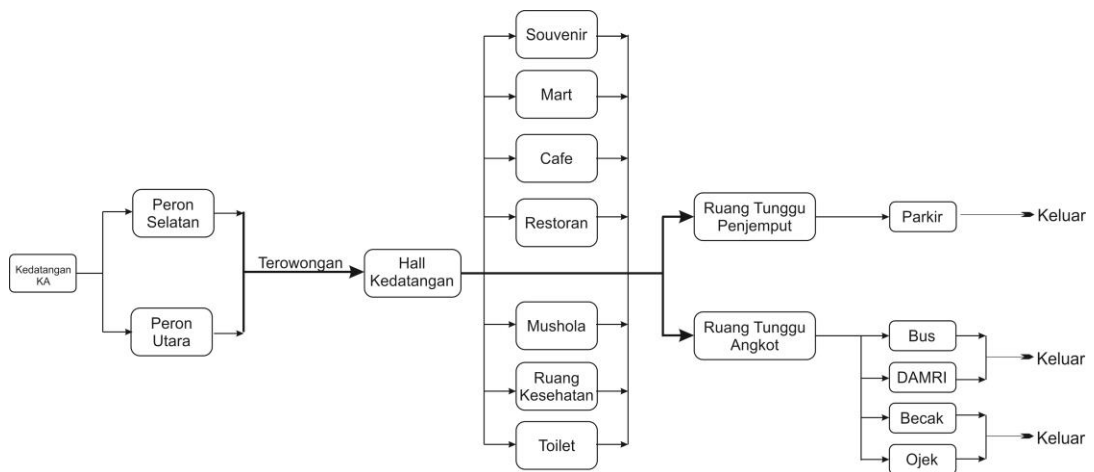 Kedatangan
KA
Peron
Selatan
Peron
Utara
Terowongan
Hall
Kedatangan
Souvenir
Mart
Cafe
Restoran
Mushola
Ruang
Kesehatan
Toilet
Ruang Tunggu
Penjemput
Parkir
Keluar
Ruang Tunggu
Angkot
Bus
DAMRI
Keluar
Becak
Ojek
Keluar